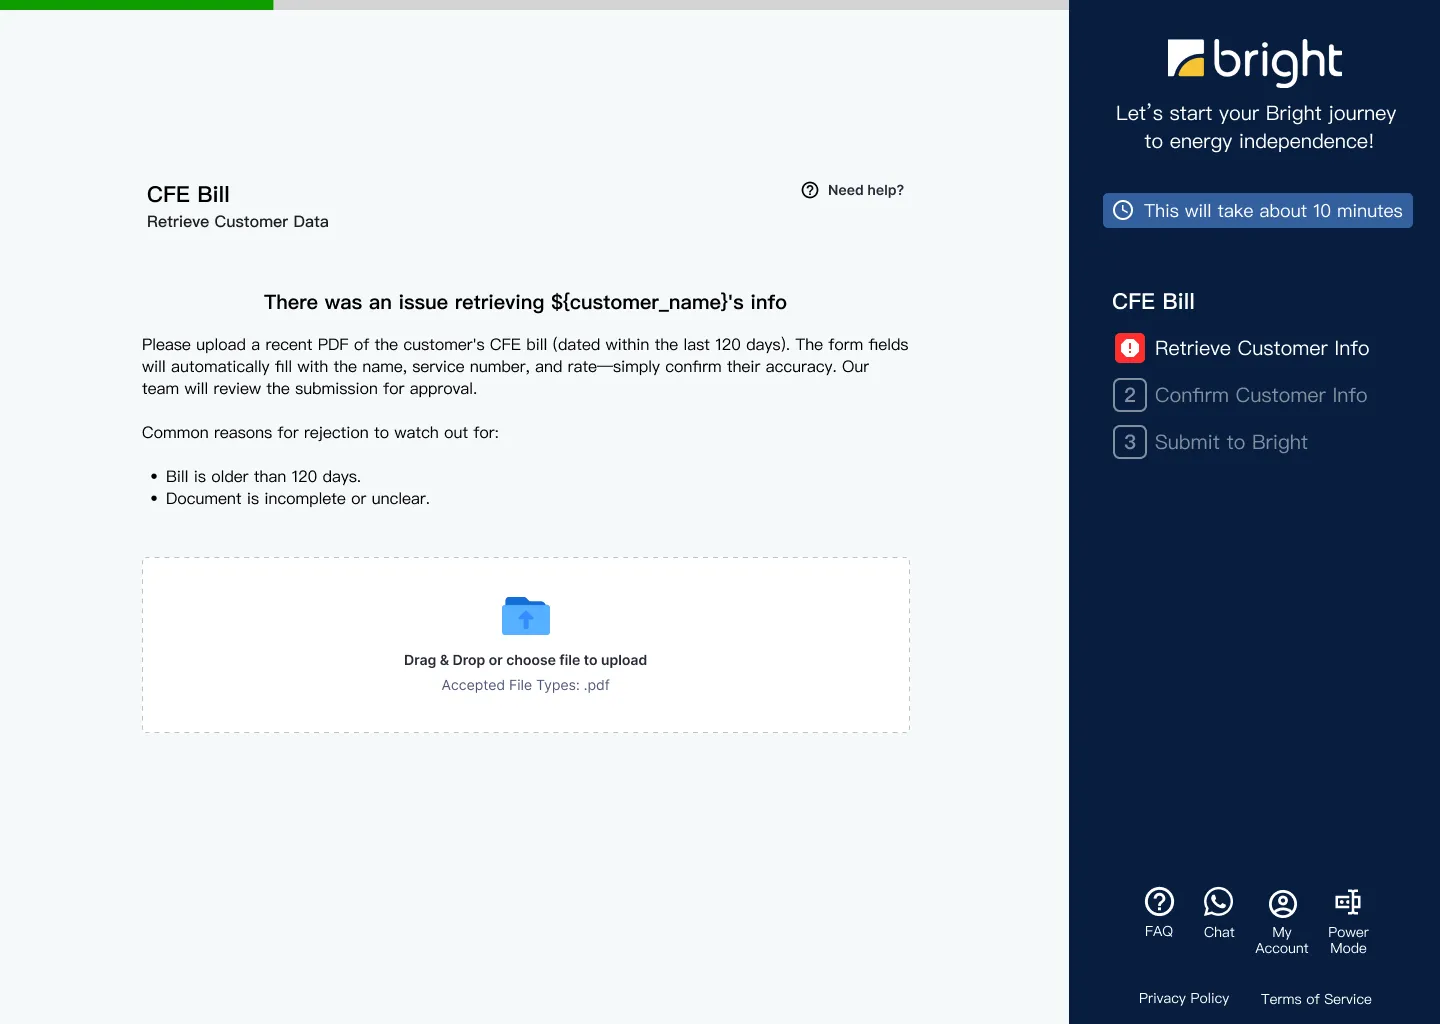 CFE Bill
Retrieve Customer Data
Need help?
There was an issue retrieving ${customer_name}'s info
Please upload a recent PDF of the customer's CFE bill (dated within the last 120 days). The form fields
will automatically fill with the name, service number, and rate—simply confirm their accuracy. Our
team will review the submission for approval.
Common reasons for rejection to watch out for:
• Bill is older than 120 days.
• Document is incomplete or unclear.
Drag & Drop or choose file to upload
Accepted File Types: .pdf
bright
Let's start your Bright journey
to energy independence!
This will take about 10 minutes
CFE Bill
Retrieve Customer Info
2 Confirm Customer Info
3 Submit to Bright
FAQ
Chat
My
Account
Power
Mode
Privacy Policy
Terms of Service